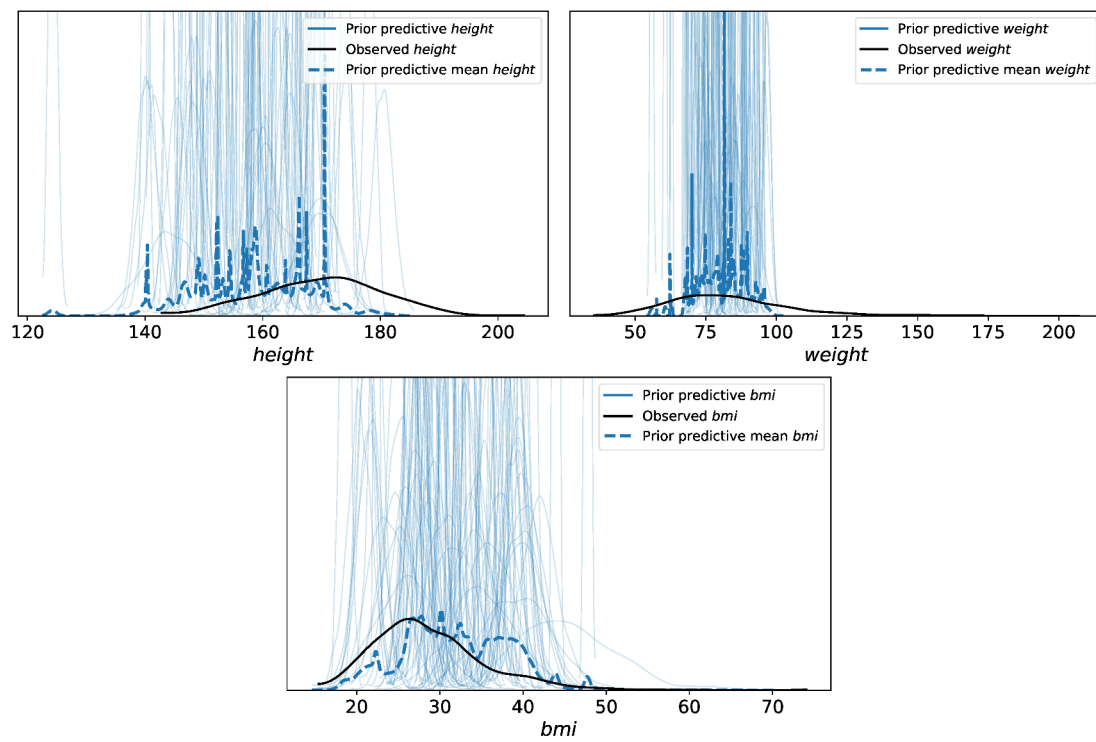 Prior predictive height
Observed height
Prior predictive mean height
120 140 160 180 200
height
Prior predictive weight
Observed weight
Prior predictive mean weight
50 75 100 125 150 175 200
weight
Prior predictive bmi
Observed bmi
Prior predictive mean bmi
20 30 40 50 60 70
bmi